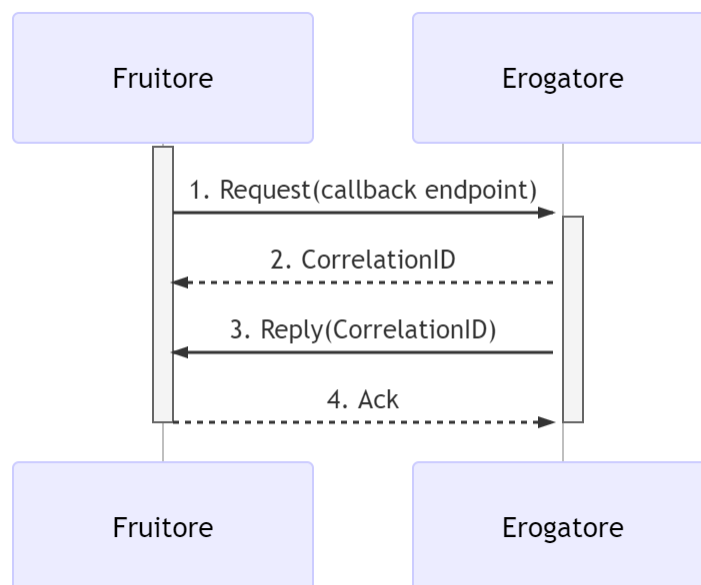 Fruitore
Erogatore
1. Request(callback endpoint)
2. CorrelationID
3. Reply(CorrelationID)
4. Ack
Fruitore
Erogatore